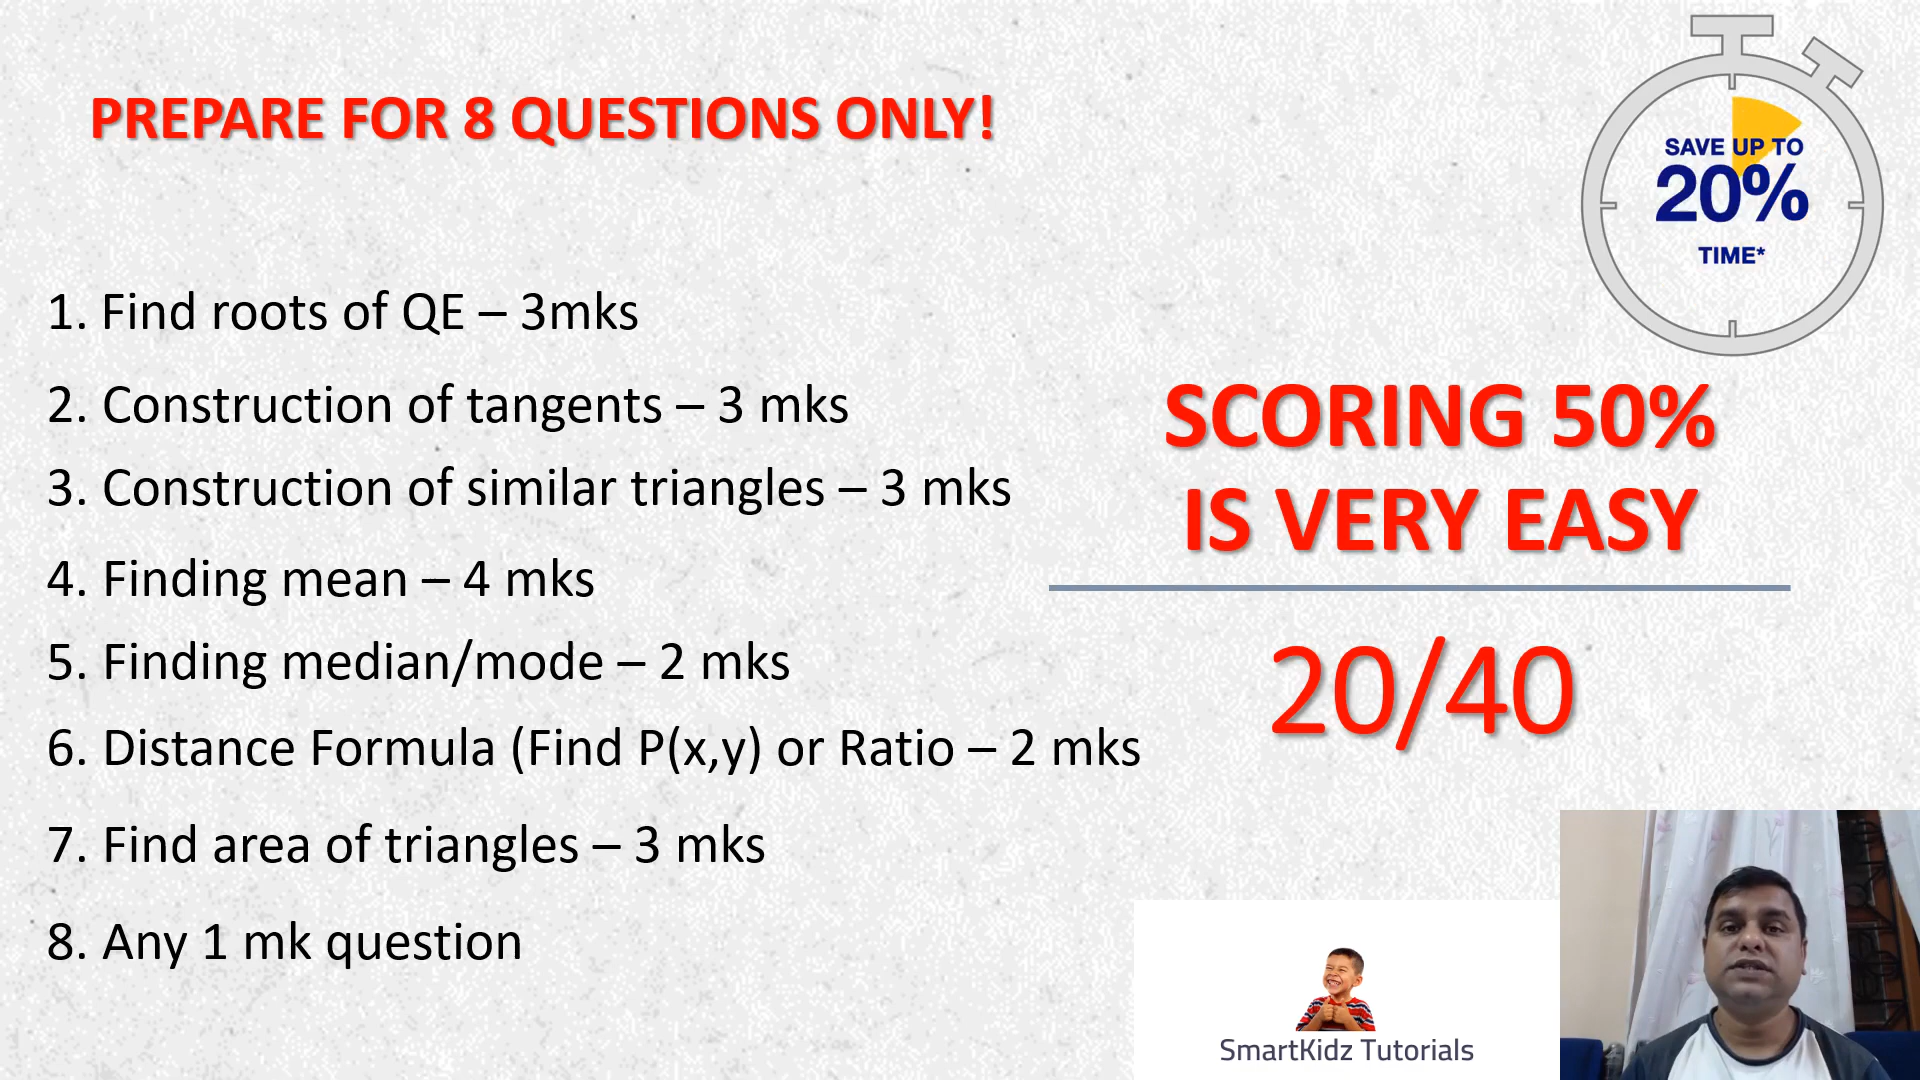 PREPARE FOR 8 QUESTIONS ONLY!
SAVE UP TO
20%
TIME*
1. Find roots of QE – 3mks
2. Construction of tangents – 3 mks
3. Construction of similar triangles – 3 mks
4. Finding mean – 4 mks
5. Finding median/mode – 2 mks
6. Distance Formula (Find P(x,y) or Ratio – 2 mks
7. Find area of triangles – 3 mks
8. Any 1 mk question
SCORING 50%
IS VERY EASY
20/40
SmartKidz Tutorials